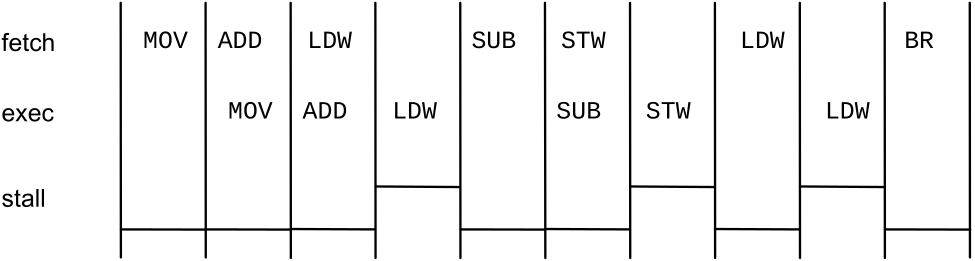 fetch MOV ADD LDW SUB STW LDW BR
exec MOV ADD LDW SUB STW LDW
stall